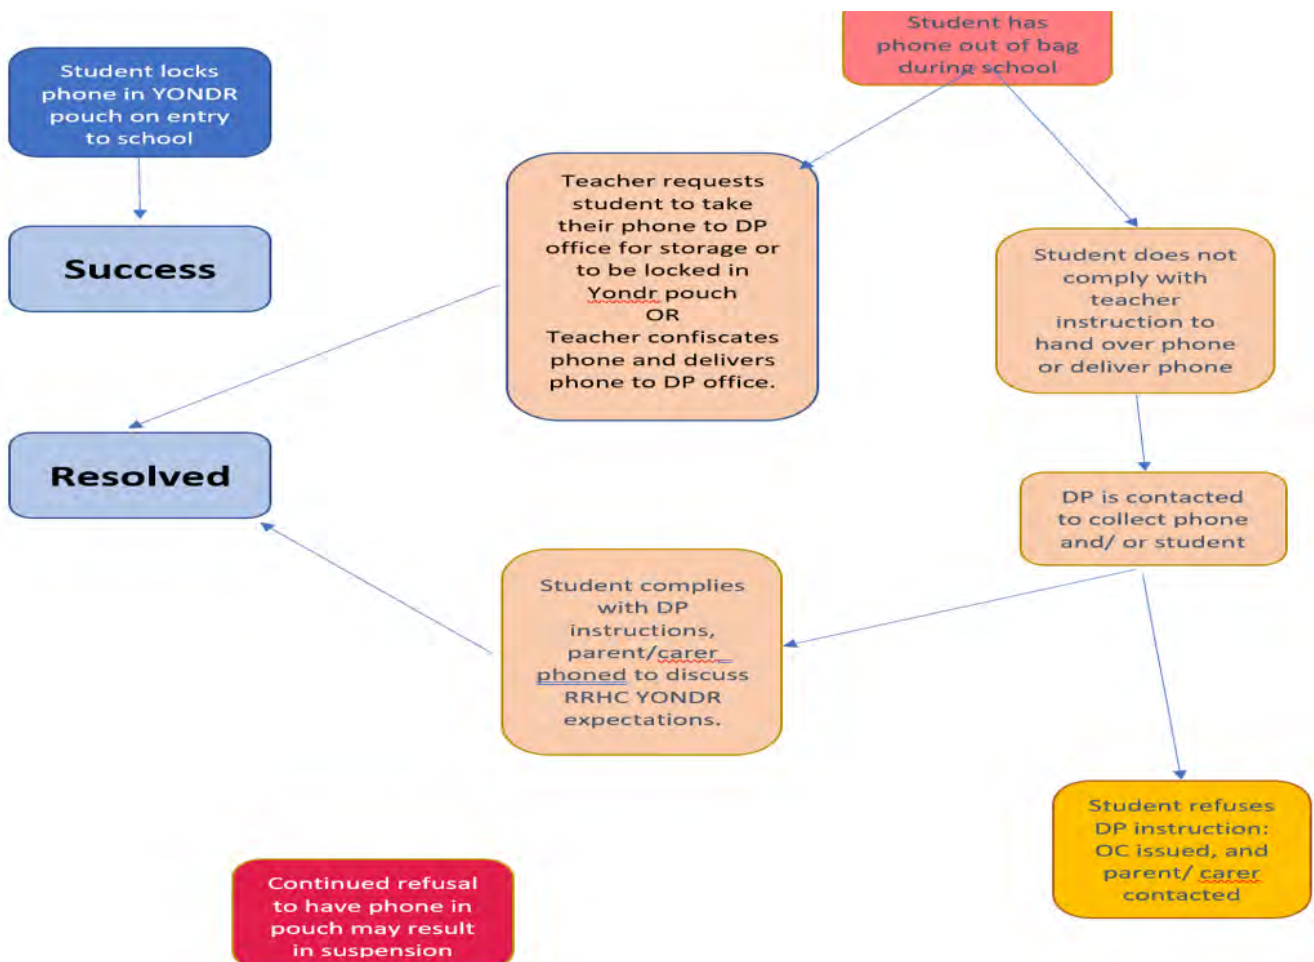 Student locks
phone in YONDR
pouch on entry
to school
Success
Resolved
Student has
phone out of bag
during school
Teacher requests
student to take
their phone to DP
office for storage or
to be locked in
Yondr pouch
OR
Teacher confiscates
phone and delivers
phone to DP office.
Student does not
comply with
teacher
instruction to
hand over phone
or deliver phone
DP is contacted
to collect phone
and/ or student
Student complies
with DP
instructions,
parent/carer
phoned to discuss
RRHC YONDR
expectations.
Student refuses
DP instruction:
OC issued, and
parent/ carer
contacted
Continued refusal
to have phone in
pouch may result
in suspension